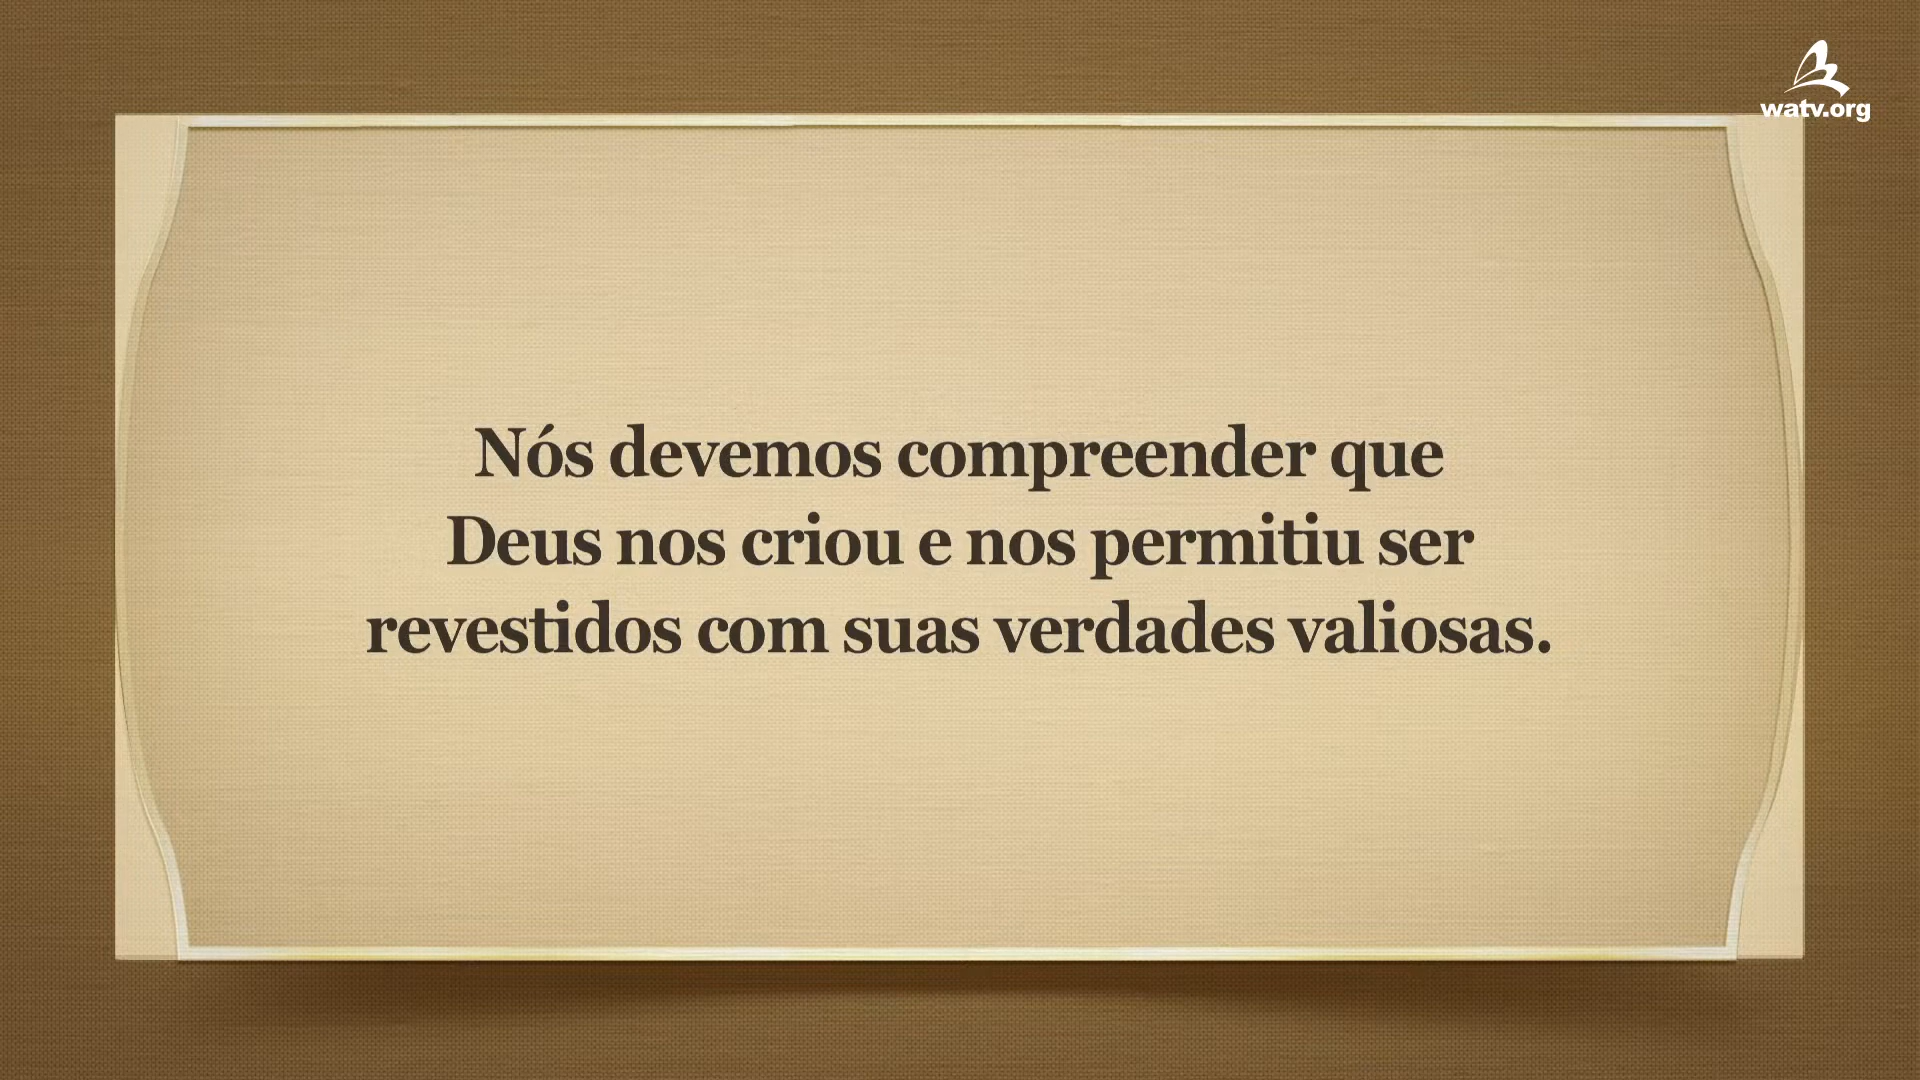 watv.org
Nós devemos compreender que
Deus nos criou e nos permitiu ser
revestidos com suas verdades valiosas.